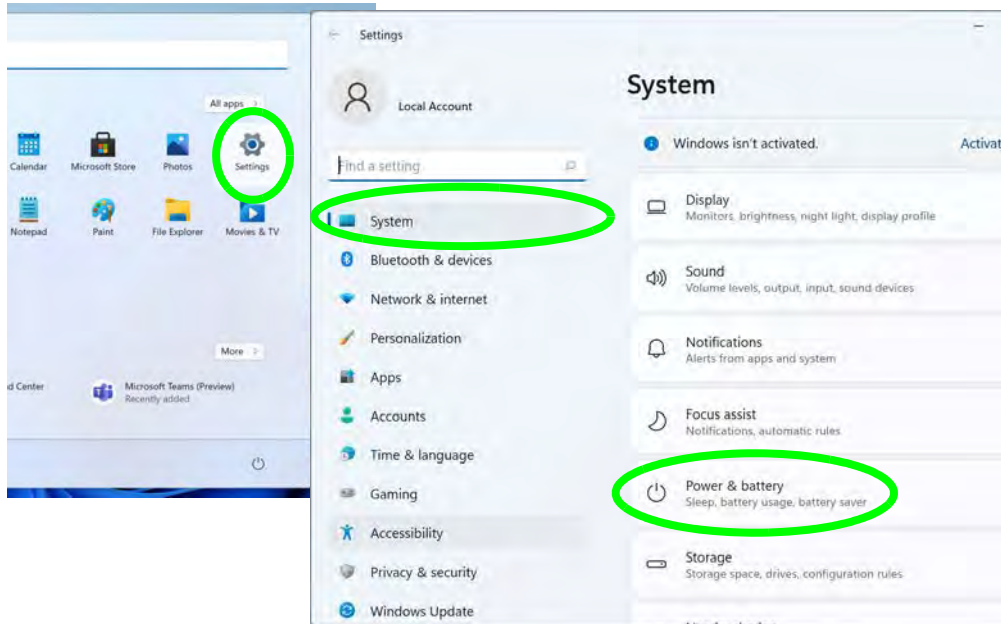 All apps >
Calendar
Microsoft Store
Photos
Settings
Notepad
Paint
File Explorer
Movies & TV
More >
d Center
Microsoft Teams (Preview)
Recently added
Settings
Local Account
Find a setting
System
Bluetooth & devices
Network & internet
Personalization
Apps
Accounts
Time & language
Gaming
Accessibility
Privacy & security
Windows Update
System
Windows isn't activated.
Activat
Display
Monitors, brightness, night light, display profile
Sound
Volume levels, output, input, sound devices
Notifications
Alerts from apps and system
Focus assist
Notifications, automatic rules
Power & battery
Sleep, battery usage, battery saver
Storage
Storage space, drives, configuration rules